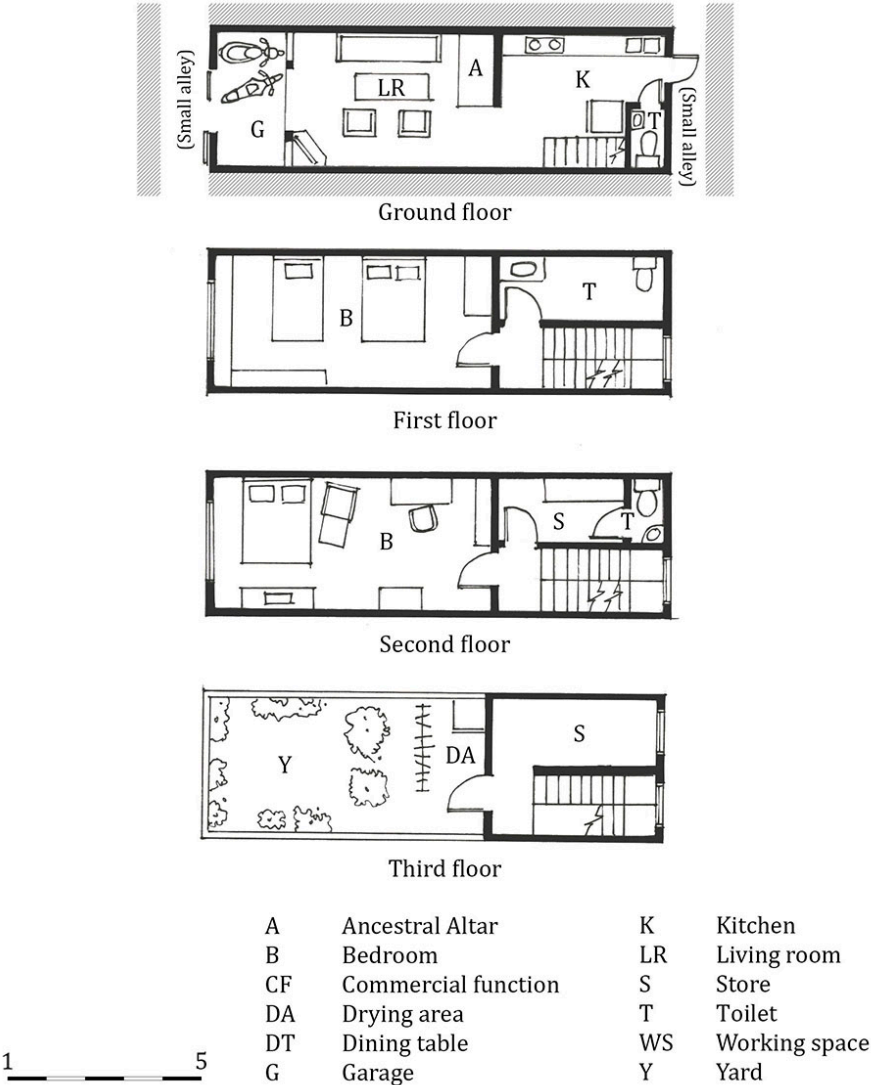 (Small alley)
A
LR
K
G
T
(Small alley)
Ground floor
T
B
First floor
S
T
B
Second floor
S
DA
Y
Third floor
A Ancestral Altar K Kitchen
B Bedroom LR Living room
CF Commercial function S Store
DA Drying area T Toilet
DT Dining table WS Working space
G Garage Y Yard
1 5